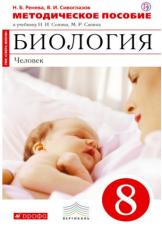 Н. Б. Ренева, В. И. Сивоглазов
МЕТОДИЧЕСКОЕ ПОСОБИЕ
к учебнику Н. И. Сонина, М. Р. Сапина
БИОЛОГИЯ
Человек
8
дрофа
ВЕРТИКАЛЬ